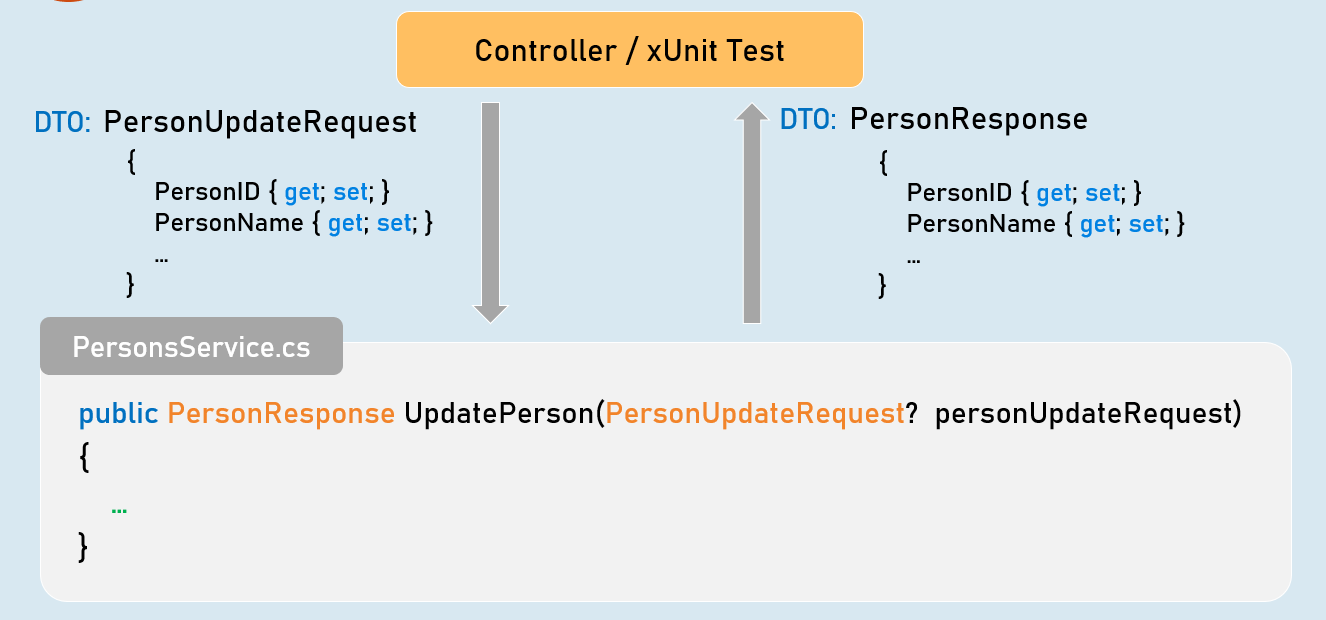 Controller / xUnit Test
DTO: PersonUpdateRequest
{
PersonID { get; set; }
PersonName { get; set; }
...
}
DTO: PersonResponse
{
PersonID { get; set; }
PersonName { get; set; }
...
}
PersonsService.cs
public PersonResponse UpdatePerson(PersonUpdateRequest? personUpdateRequest)
{
...
}